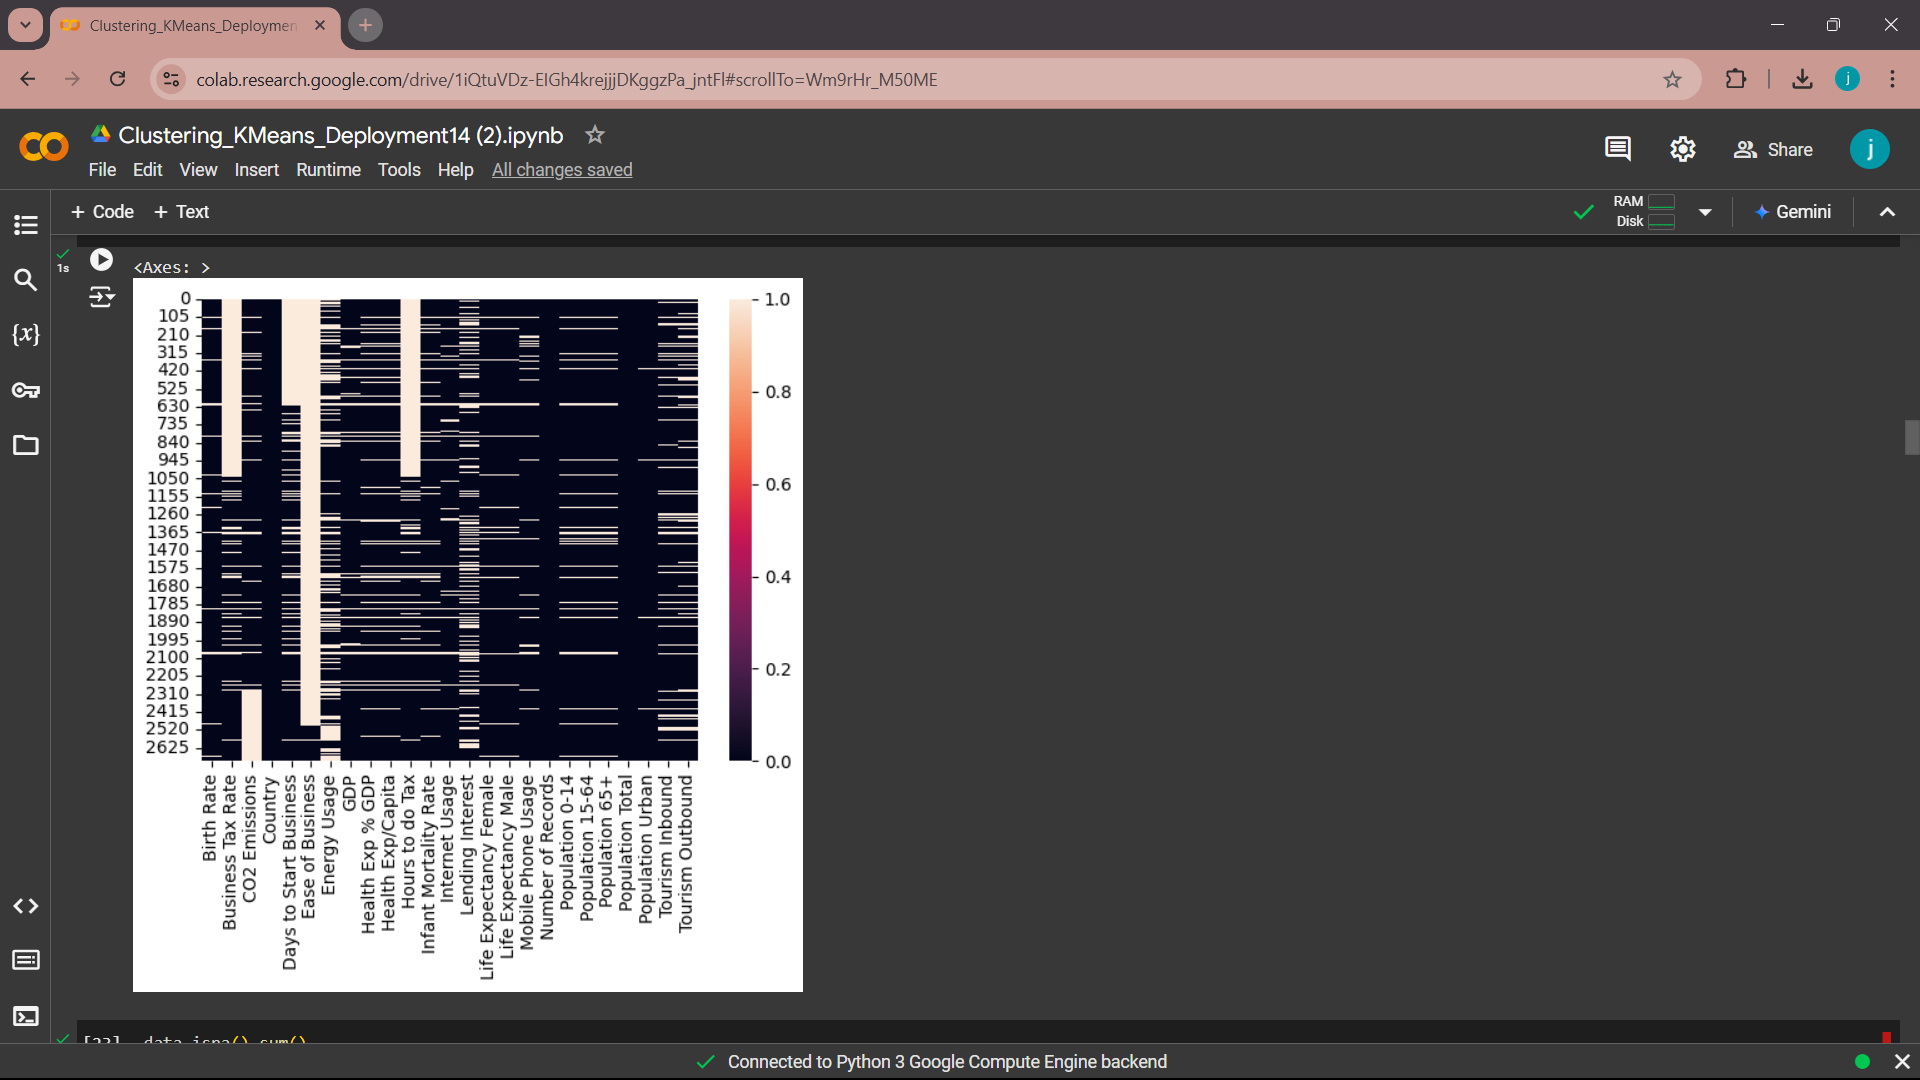 Clustering_KMeans_Deploymen
colab.research.google.com/drive/1iQtuVDz-EIGh4krejjjDKggzPa_jntFl#scrollTo=Wm9rHr_M50ME
j
Clustering_KMeans_Deployment14 (2).ipynb
File Edit View Insert Runtime Tools Help All changes saved
Share
j
+ Code + Text
RAM
Disk
Gemini
1s
<Axes: >
0
105
210
315
420
525
630
735
840
945
1050
1155
1260
1365
1470
1575
1680
1785
1890
1995
2100
2205
2310
2415
2520
2625
1.0
0.8
0.6
0.4
0.2
0.0
Birth Rate
Business Tax Rate
CO2 Emissions
Country
Days to Start Business
Ease of Business
Energy Usage
GDP
Health Exp % GDP
Health Exp/Capita
Hours to do Tax
Infant Mortality Rate
Internet Usage
Lending Interest
Life Expectancy Female
Life Expectancy Male
Mobile Phone Usage
Number of Records
Population 0-14
Population 15-64
Population 65+
Population Total
Population Urban
Tourism Inbound
Tourism Outbound
[23] data.isna().sum()
Connected to Python 3 Google Compute Engine backend